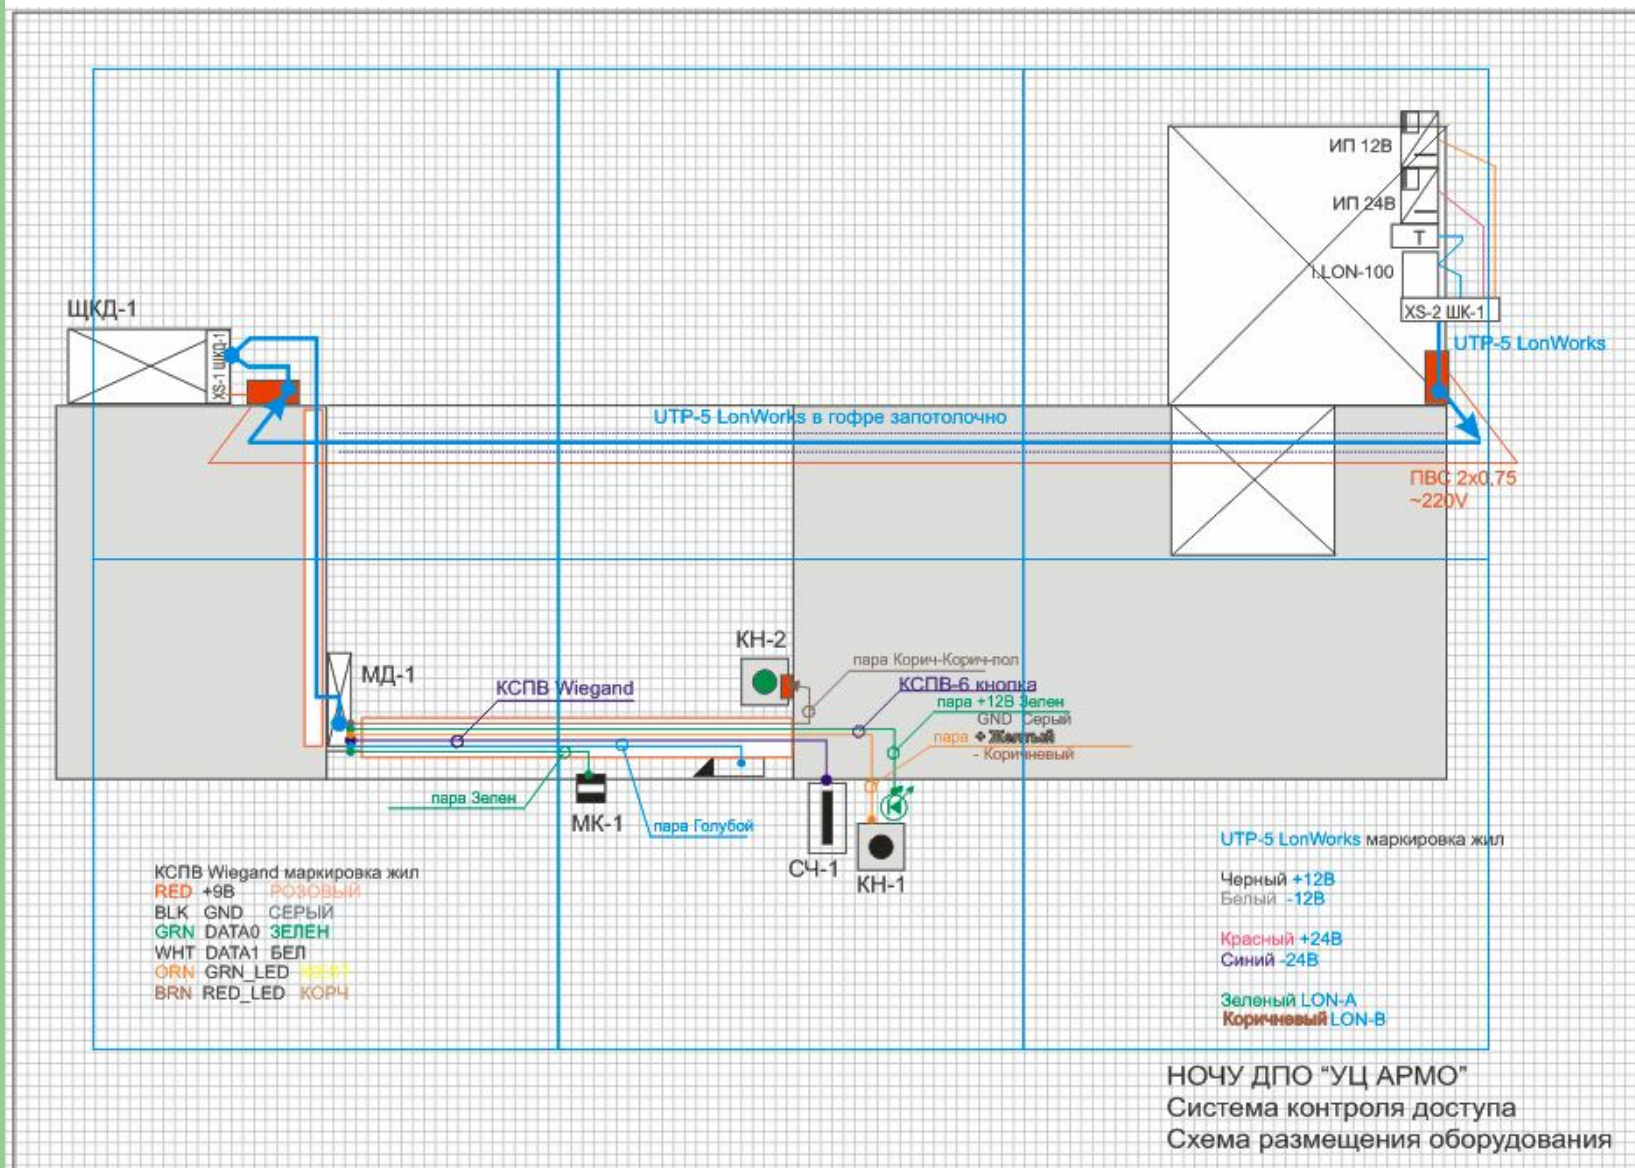 ИП 12В
ИП 24В
Т
i.LON-100
XS-2 ШК-1
UTP-5 LonWorks
ЩКД-1
XS-1 ЩКД-1
UTP-5 LonWorks в гофре запотолочно
ПВС 2х0,75
~220V
КН-2
МД-1
пара Корич-Корич-пол
КСПВ Wiegand
КСПВ-6 кнопка
пара +12В Зелен
GND Серый
пара + Желтый
- Коричневый
пара Зелен
МК-1
пара Голубой
СЧ-1
КН-1
КСПВ Wiegand маркировка жил
RED +9В РОЗОВЫЙ
BLK GND СЕРЫЙ
GRN DATA0 ЗЕЛЕН
WHT DATA1 БЕЛ
ORN GRN_LED ЖЕЛТ
BRN RED_LED КОРЧ
UTP-5 LonWorks маркировка жил
Черный +12В
Белый -12В
Красный +24В
Синий -24В
Зеленый LON-A
Коричневый LON-B
НОЧУ ДПО “УЦ АРМО”
Система контроля доступа
Схема размещения оборудования